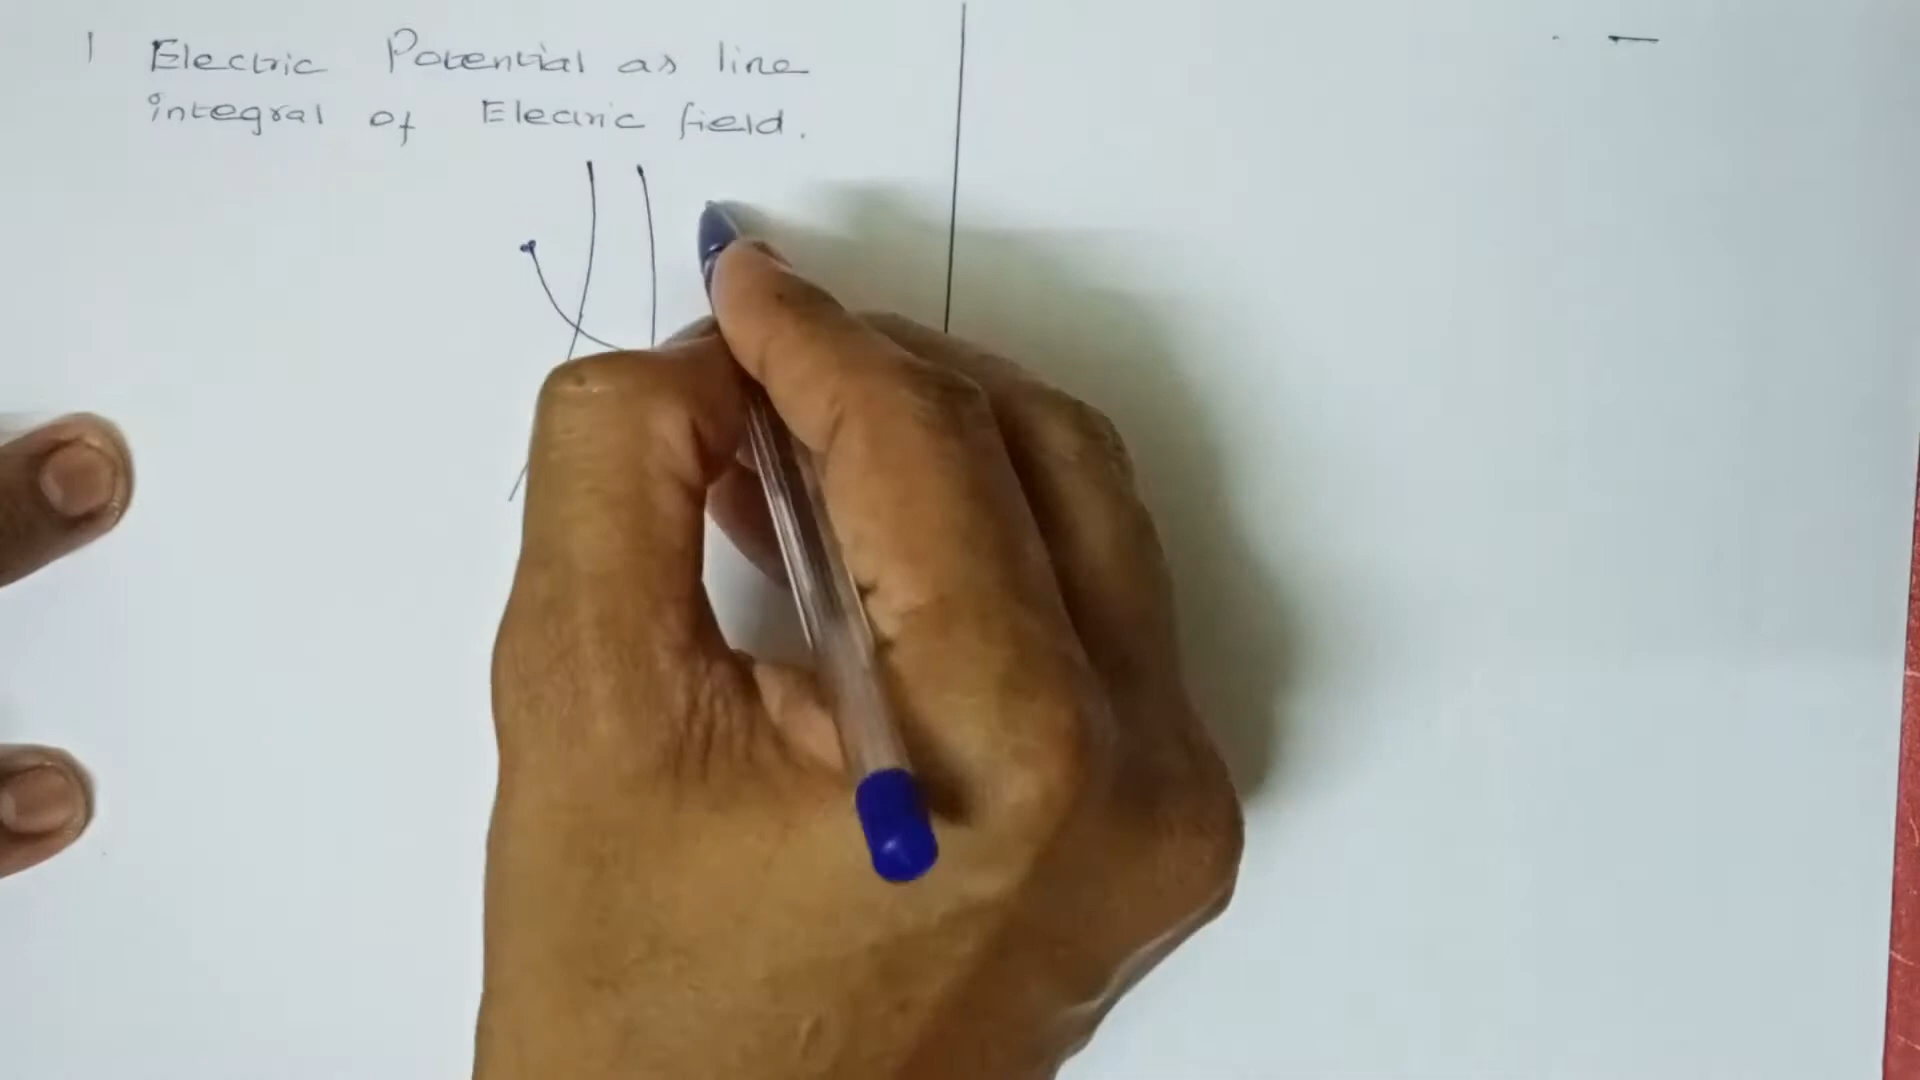 1 Electric Potential as line
integral of Electric field.